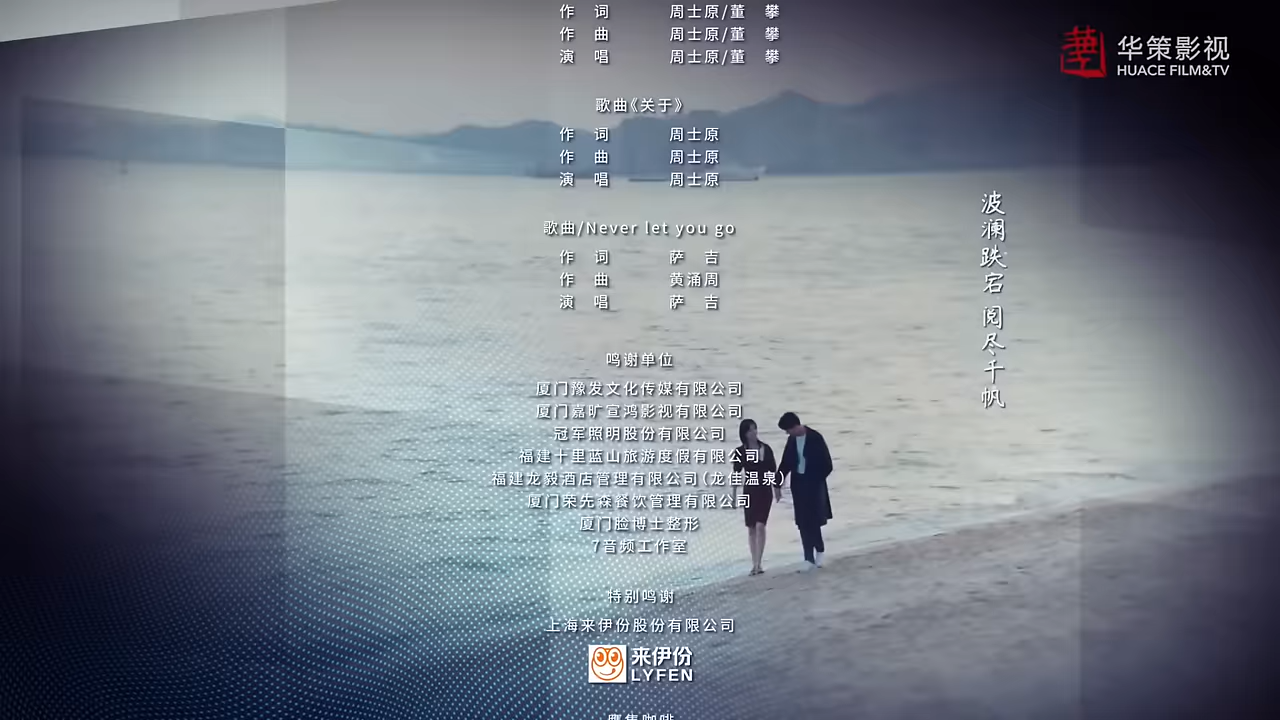 作 词 周士原/董 攀
作 曲 周士原/董 攀
演 唱 周士原/董 攀
歌曲《关于》
作 词 周士原
作 曲 周士原
演 唱 周士原
歌曲/Never let you go
作 词 萨 吉
作 曲 黄涌周
演 唱 萨 吉
鸣谢单位
厦门豫发文化传媒有限公司
厦门嘉旷宣鸿影视有限公司
冠军照明股份有限公司
福建十里蓝山旅游度假有限公司
福建龙毅酒店管理有限公司(龙佳温泉)
厦门荣先森餐饮管理有限公司
厦门脸博士整形
7音频工作室
特别鸣谢
上海来伊份股份有限公司
来伊份
LYFEN
华策影视
HUACE FILM&TV
波澜跌宕 阅尽千帆